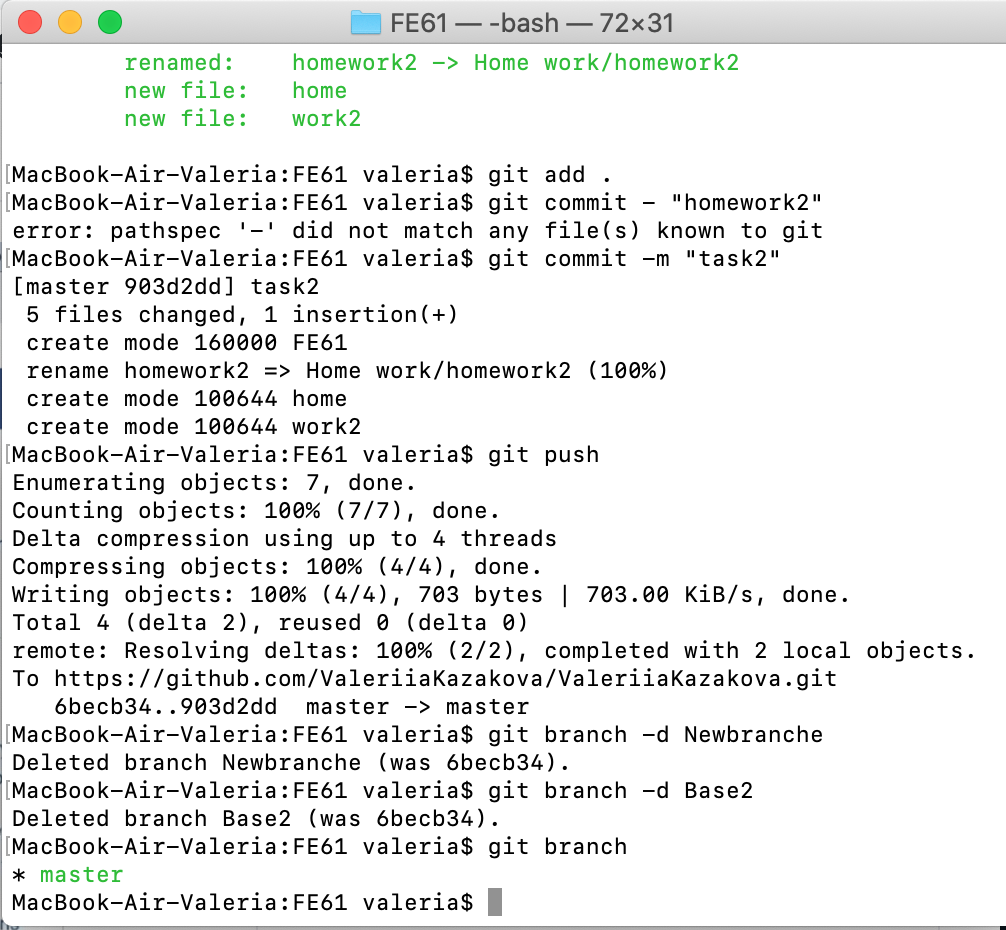 FE61 — -bash — 72×31
renamed:    homework2 -> Home work/homework2
new file:   home
new file:   work2
[MacBook-Air-Valeria:FE61 valeria$ git add .
[MacBook-Air-Valeria:FE61 valeria$ git commit - "homework2"
error: pathspec '-' did not match any file(s) known to git
[MacBook-Air-Valeria:FE61 valeria$ git commit -m "task2"
[master 903d2dd] task2
 5 files changed, 1 insertion(+)
 create mode 160000 FE61
 rename homework2 => Home work/homework2 (100%)
 create mode 100644 home
 create mode 100644 work2
[MacBook-Air-Valeria:FE61 valeria$ git push
Enumerating objects: 7, done.
Counting objects: 100% (7/7), done.
Delta compression using up to 4 threads
Compressing objects: 100% (4/4), done.
Writing objects: 100% (4/4), 703 bytes | 703.00 KiB/s, done.
Total 4 (delta 2), reused 0 (delta 0)
remote: Resolving deltas: 100% (2/2), completed with 2 local objects.
To https://github.com/ValeriiaKazakova/ValeriiaKazakova.git
   6becb34..903d2dd  master -> master
[MacBook-Air-Valeria:FE61 valeria$ git branch -d Newbranche
Deleted branch Newbranche (was 6becb34).
[MacBook-Air-Valeria:FE61 valeria$ git branch -d Base2
Deleted branch Base2 (was 6becb34).
[MacBook-Air-Valeria:FE61 valeria$ git branch
* master
MacBook-Air-Valeria:FE61 valeria$